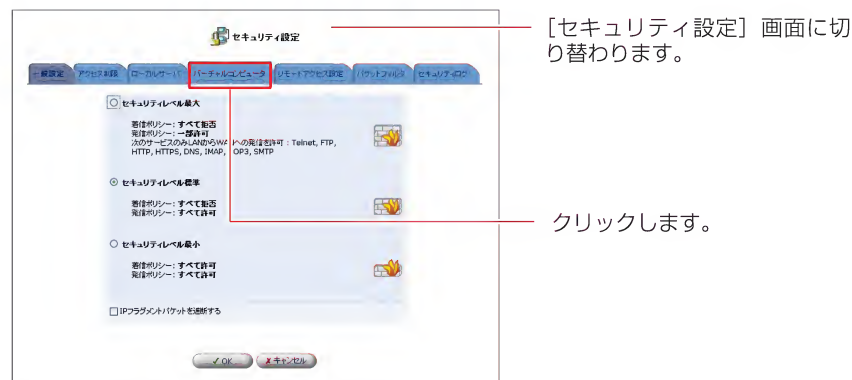 セキュリティ設定
[セキュリティ設定] 画面に切
り替わります。
一般設定 アクセス制限 ローカルサーバ バーチャルコンピュータ リモートアクセス設定 パケットフィルタ セキュリティログ
セキュリティレベル最大
着信ポリシー: すべて拒否
発信ポリシー: 一部許可
次のサービスのみLANからWANへの発信を許可 : Telnet, FTP,
HTTP, HTTPS, DNS, IMAP, POP3, SMTP
セキュリティレベル標準
着信ポリシー: すべて拒否
発信ポリシー: すべて許可
クリックします。
セキュリティレベル最小
着信ポリシー: すべて許可
発信ポリシー: すべて許可
IPフラグメントパケットを遮断する
✓ OK ✗ キャンセル